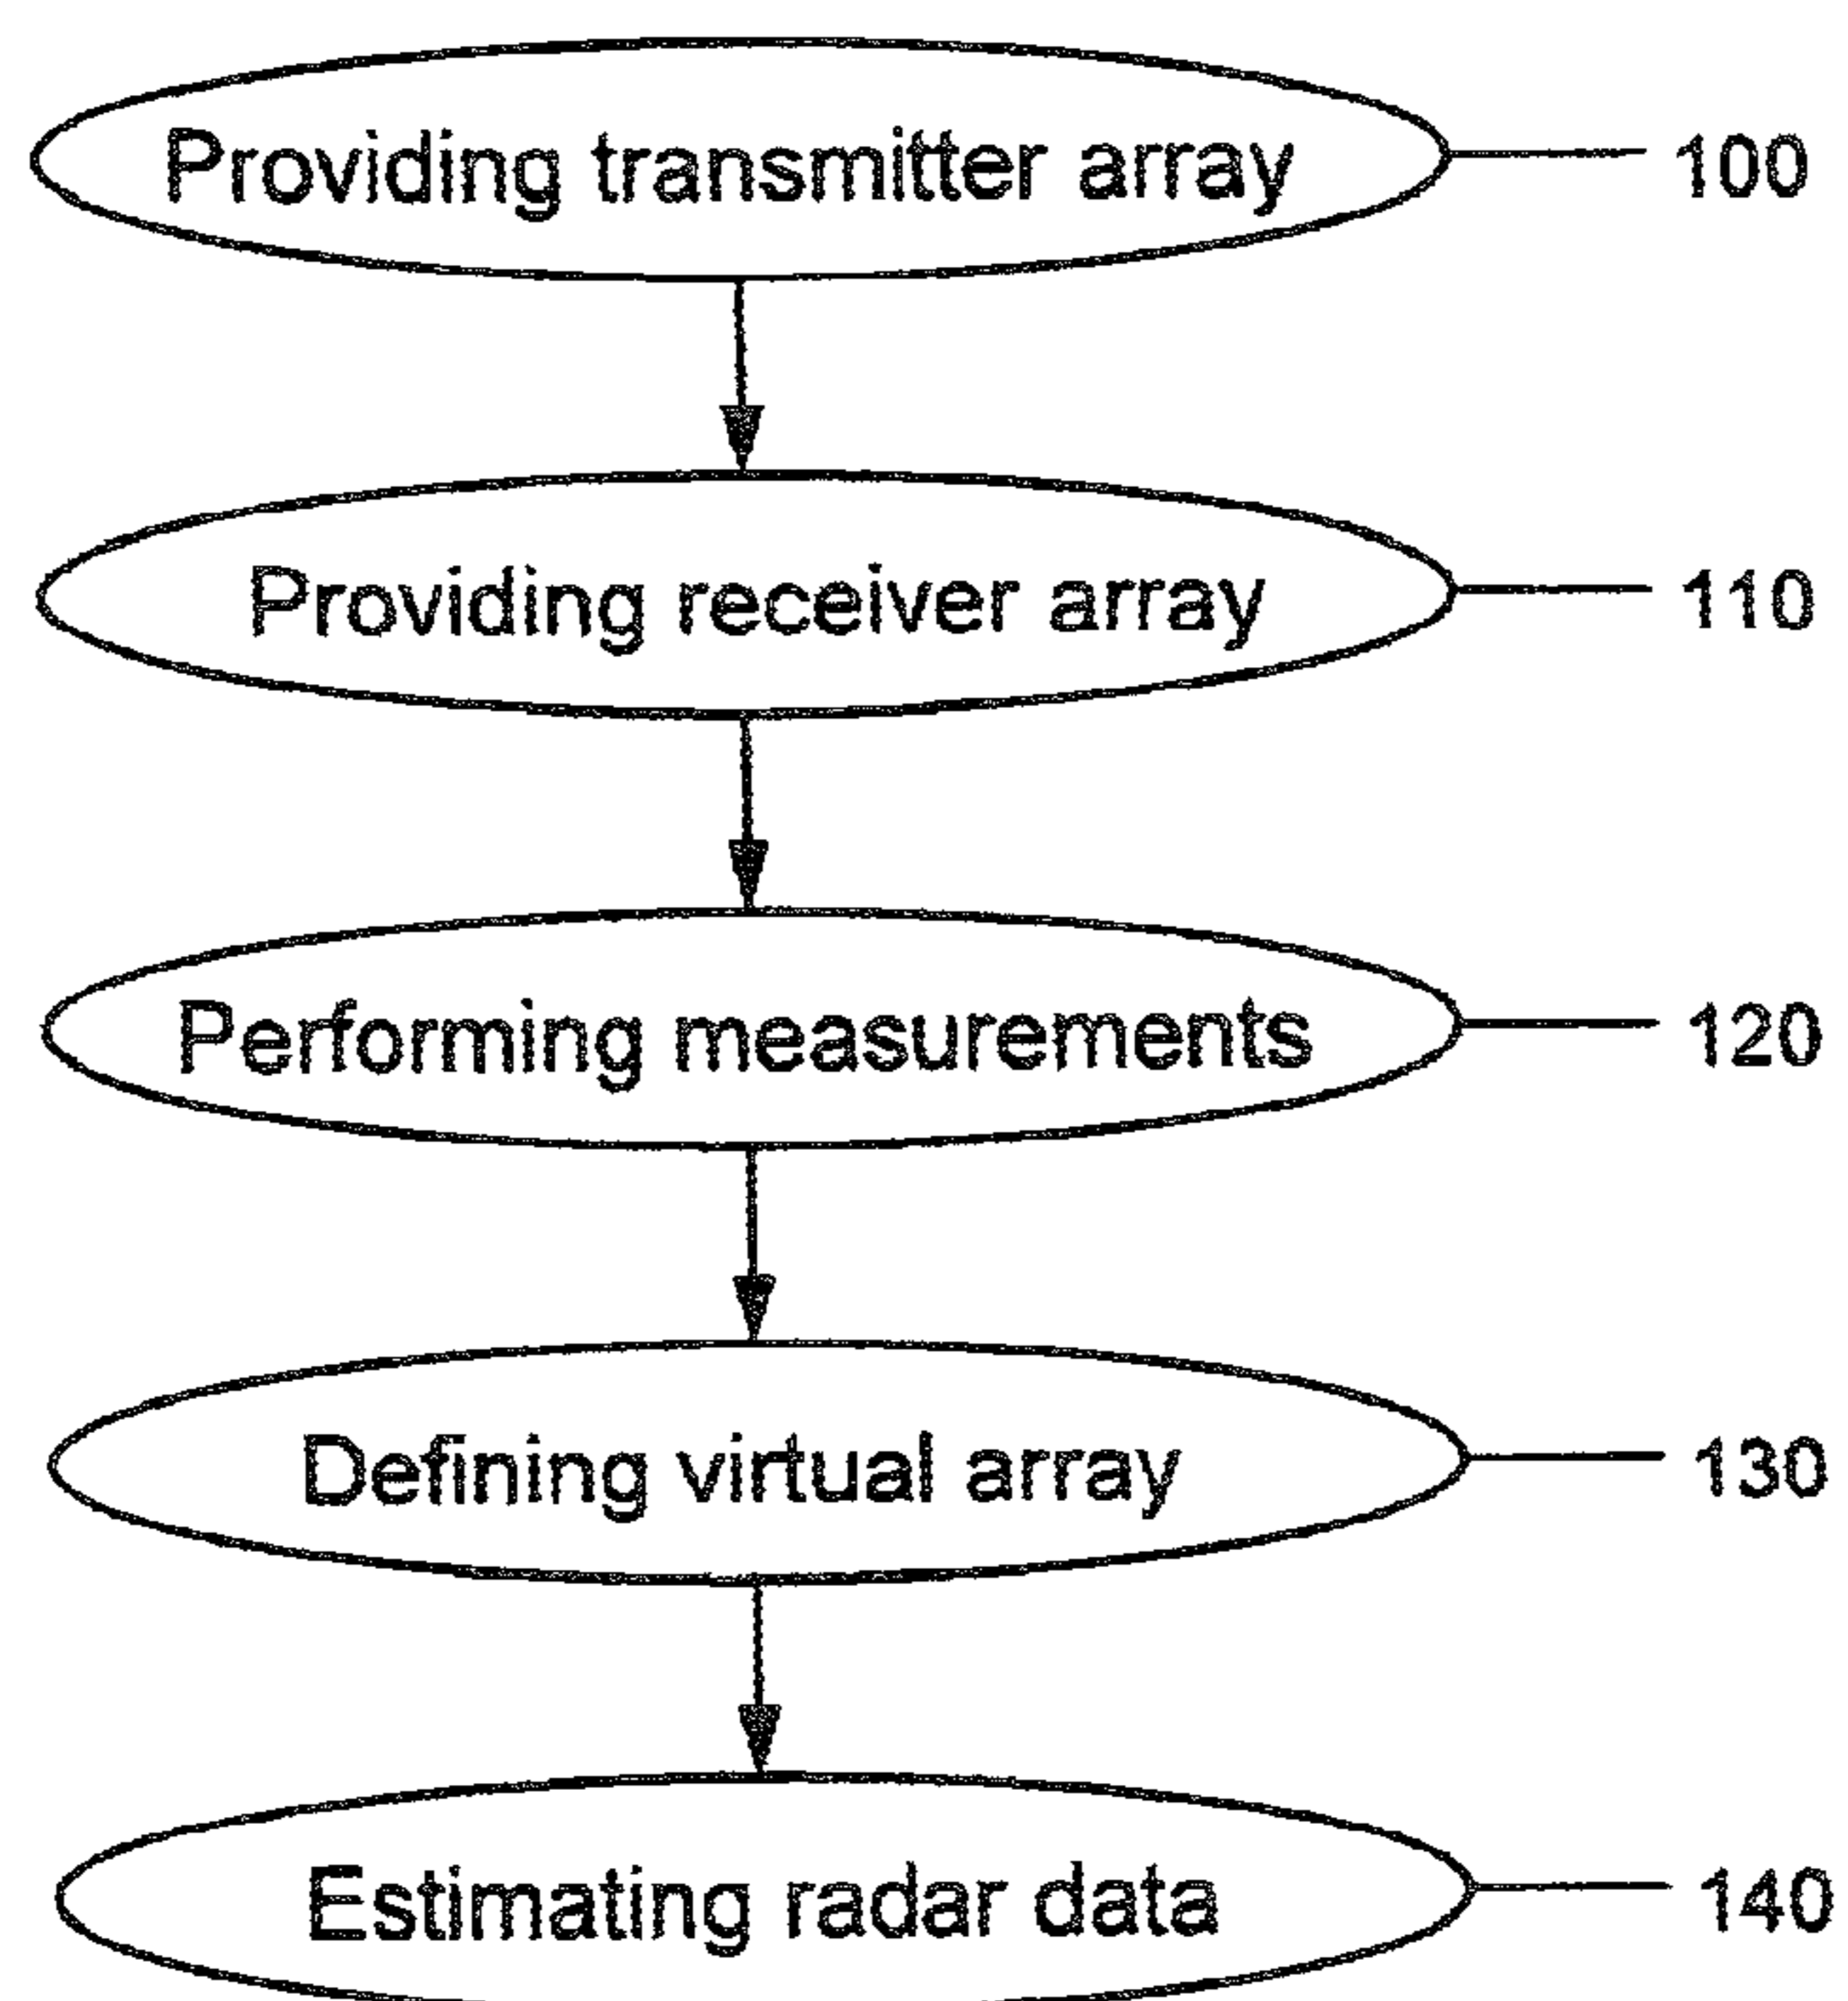 Providing transmitter array 100
Providing receiver array 110
Performing measurements 120
Defining virtual array 130
Estimating radar data 140